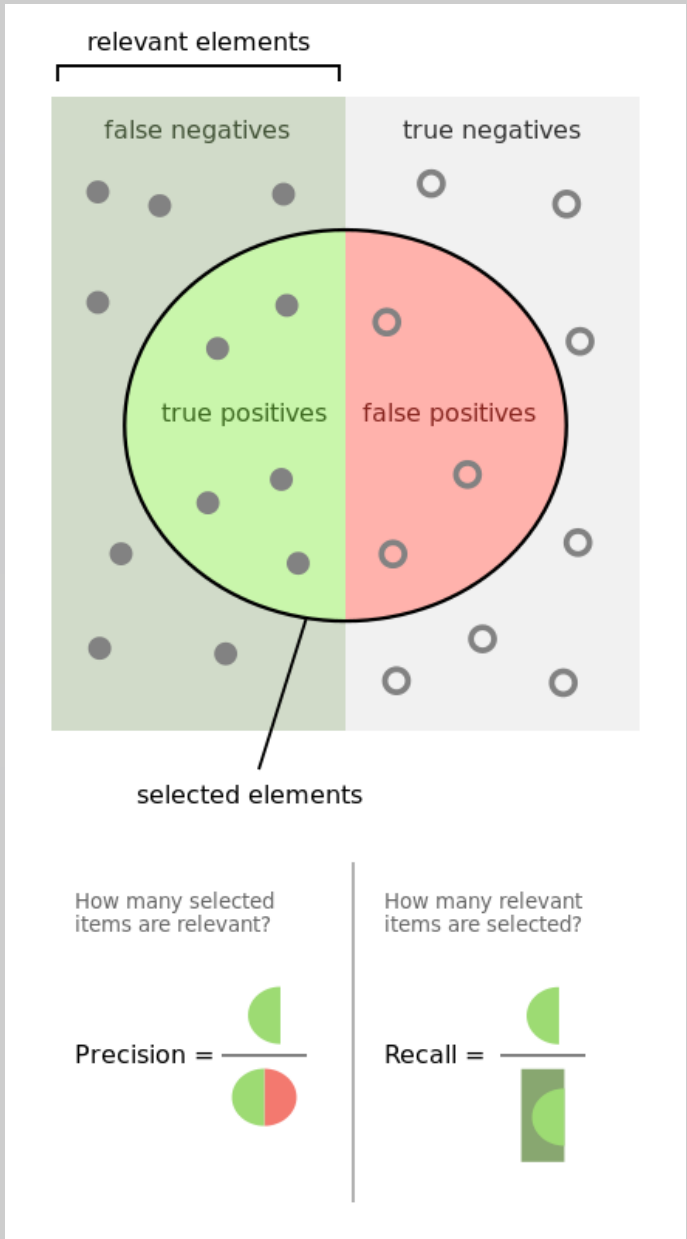 relevant elements
false negatives
true negatives
true positives
false positives
selected elements
How many selected
items are relevant?
How many relevant
items are selected?
Precision =
Recall =